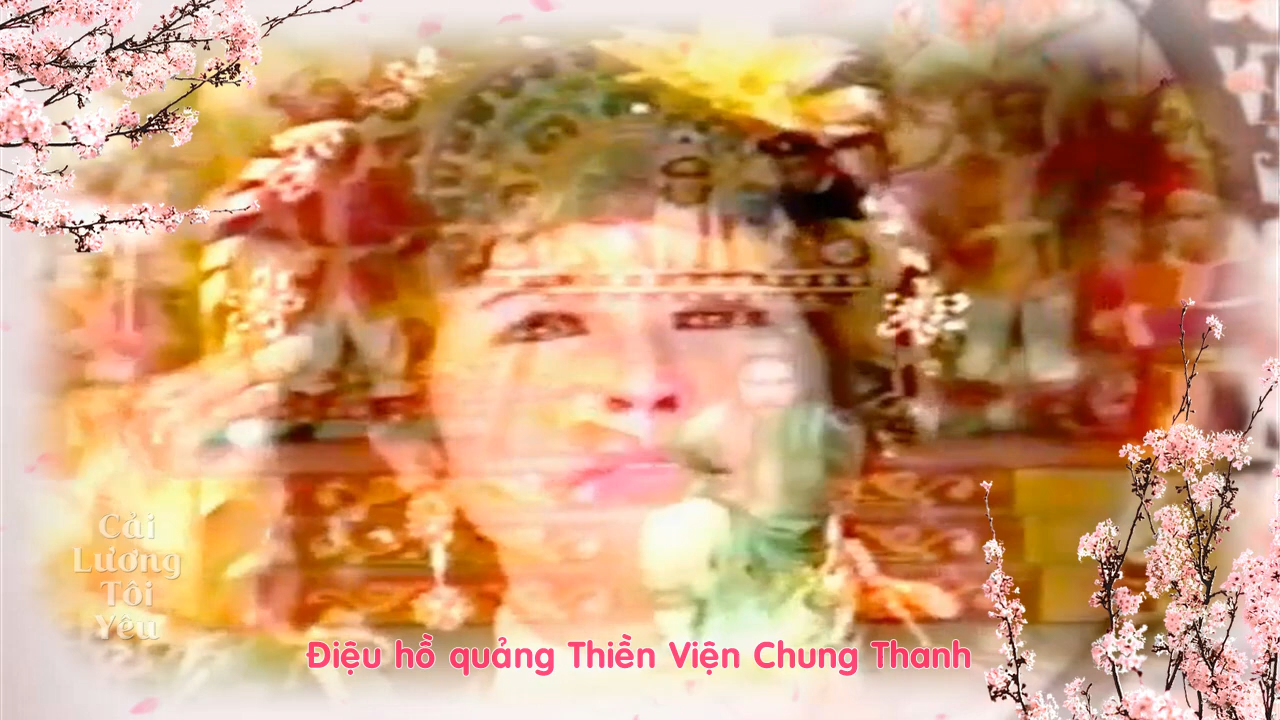 Cải
Lương
Tôi
Yêu
Điệu hồ quảng Thiền Viện Chung Thanh